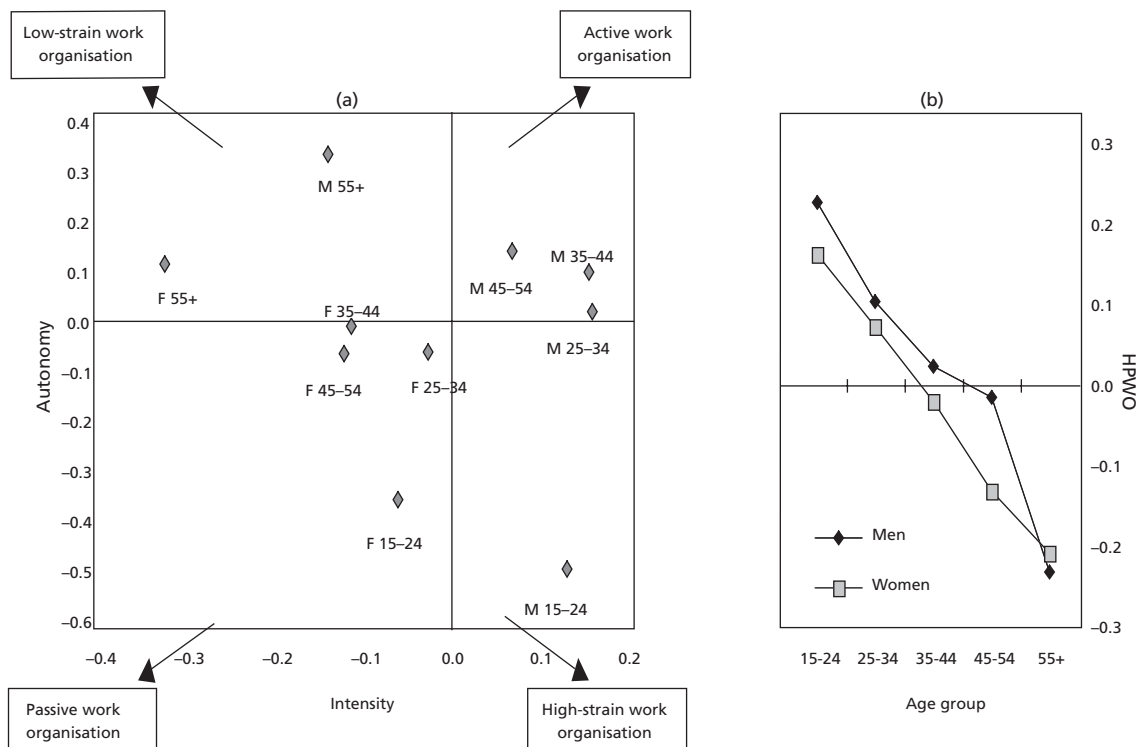 Low-strain work
organisation
Active work
organisation
(a)
(b)
0.4
0.3
0.2
0.1
0.0
–0.1
–0.2
–0.3
–0.4
–0.5
–0.6
Autonomy
M 55+
F 55+
M 35–44
M 45–54
F 35–44
M 25–34
F 45–54
F 25–34
F 15–24
M 15–24
–0.4
–0.3
–0.2
–0.1
0.0
0.1
0.2
Intensity
Passive work
organisation
High-strain work
organisation
0.3
0.2
0.1
0.0
–0.1
–0.2
–0.3
HPWO
Men
Women
15-24
25-34
35-44
45-54
55+
Age group